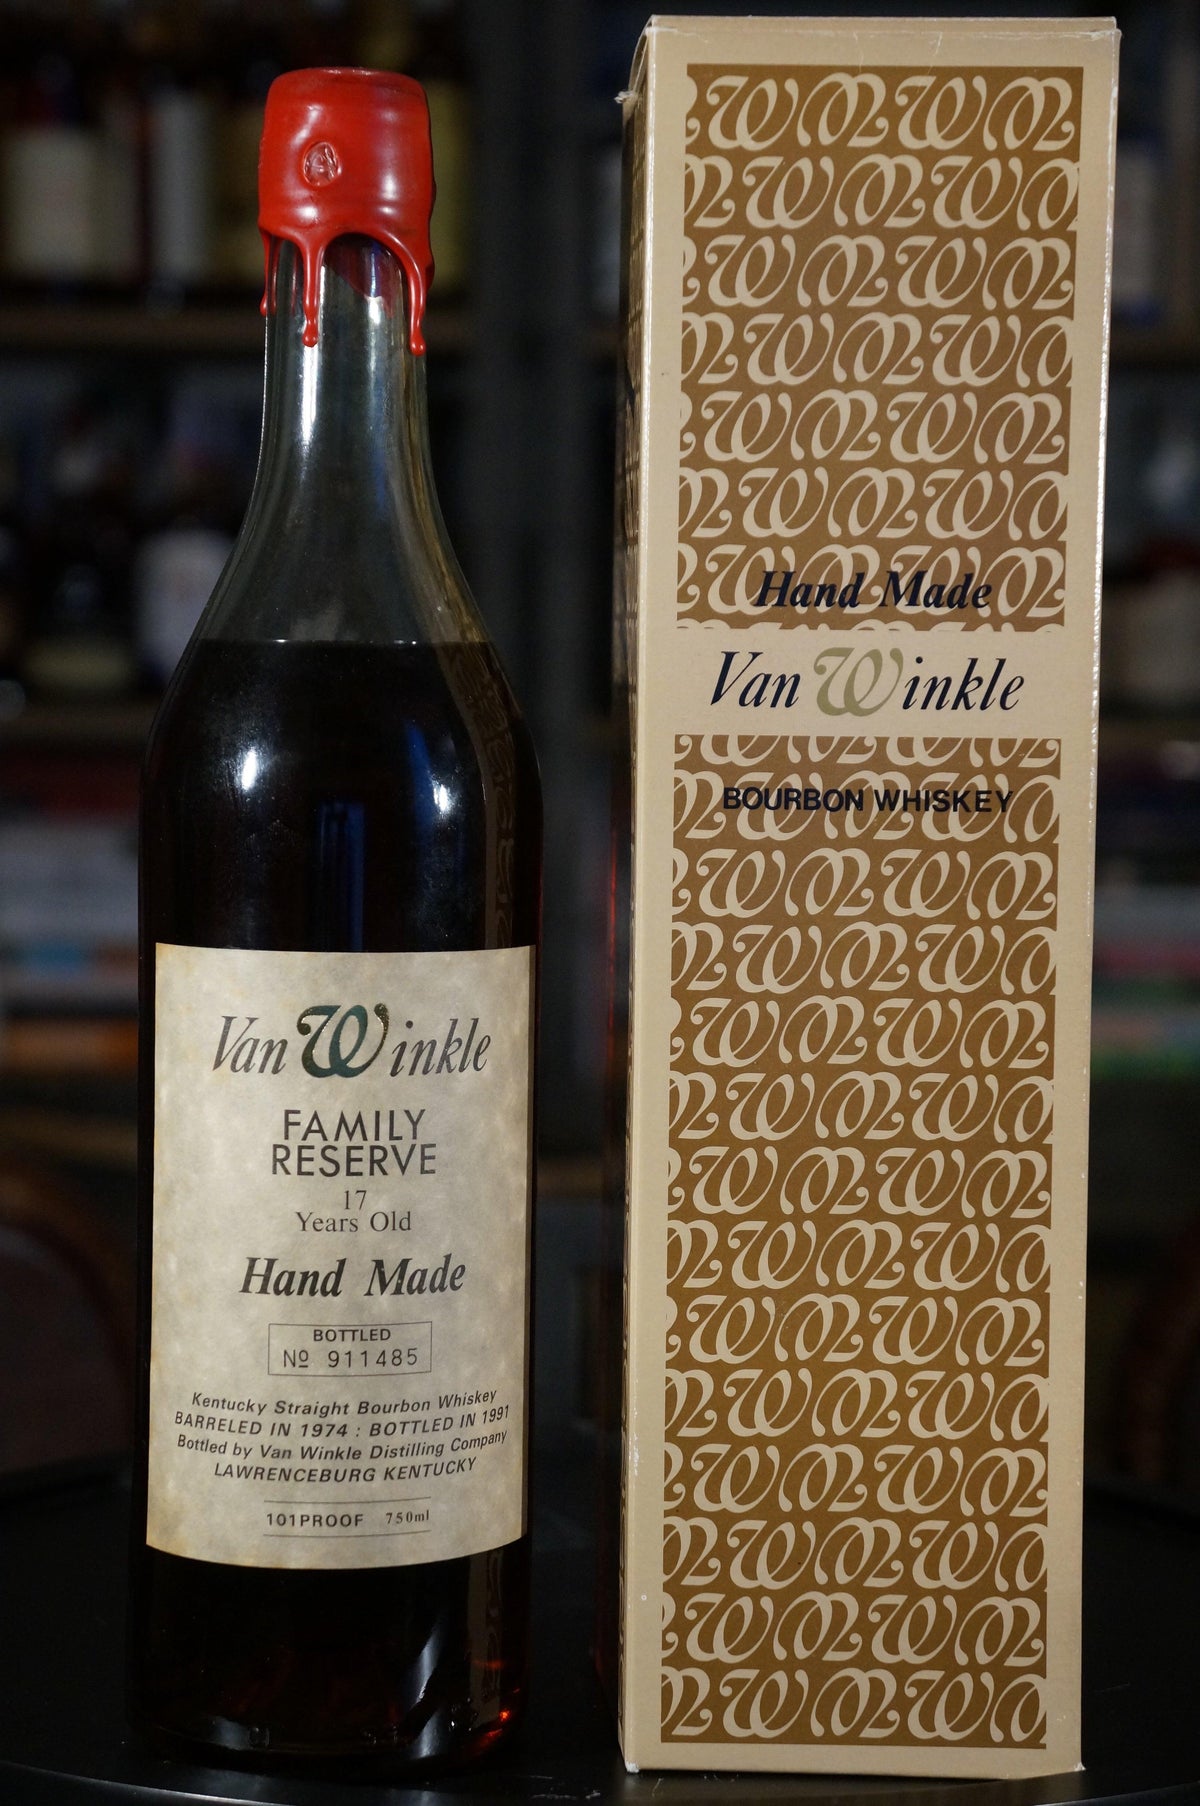 Van Winkle
FAMILY
RESERVE
17
Years Old
Hand Made
BOTTLED
Nº 911485
Kentucky Straight Bourbon Whiskey
BARRELED IN 1974 : BOTTLED IN 1991
Bottled by Van Winkle Distilling Company
LAWRENCEBURG KENTUCKY
101PROOF 750ml
Hand Made
Van Winkle
BOURBON WHISKEY